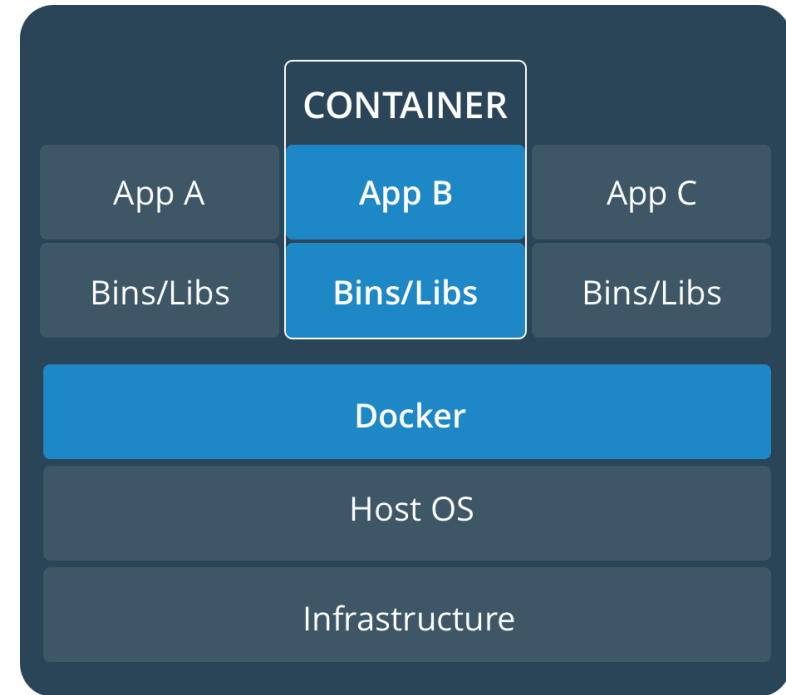 CONTAINER
App A
App B
App C
Bins/Libs
Bins/Libs
Bins/Libs
Docker
Host OS
Infrastructure